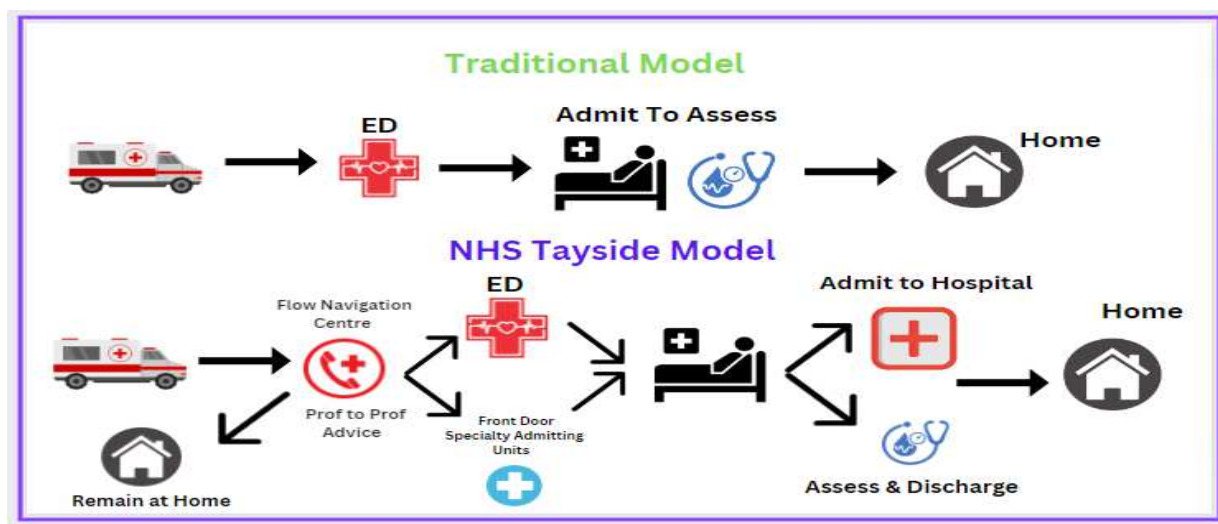 Traditional Model
ED
Admit To Assess
Home
NHS Tayside Model
Flow Navigation
Centre
Prof to Prof
Advice
Remain at Home
ED
Front Door
Specialty Admitting
Units
Admit to Hospital
Assess & Discharge
Home